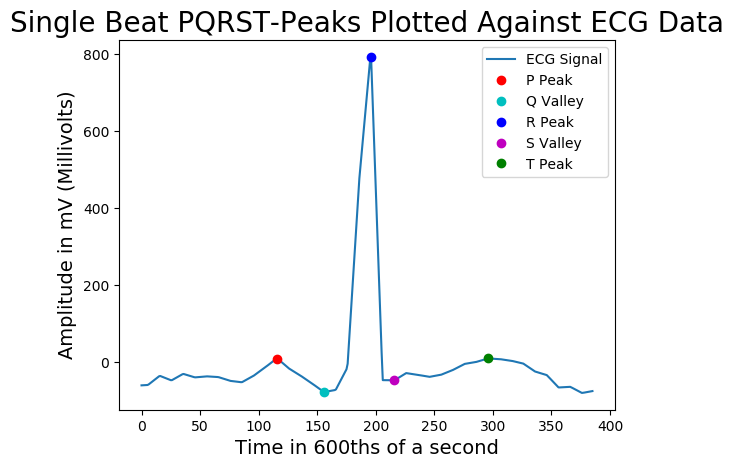 Single Beat PQRST-Peaks Plotted Against ECG Data
800
600
400
200
0
Amplitude in mV (Millivolts)
ECG Signal
P Peak
Q Valley
R Peak
S Valley
T Peak
0 50 100 150 200 250 300 350 400
Time in 600ths of a second